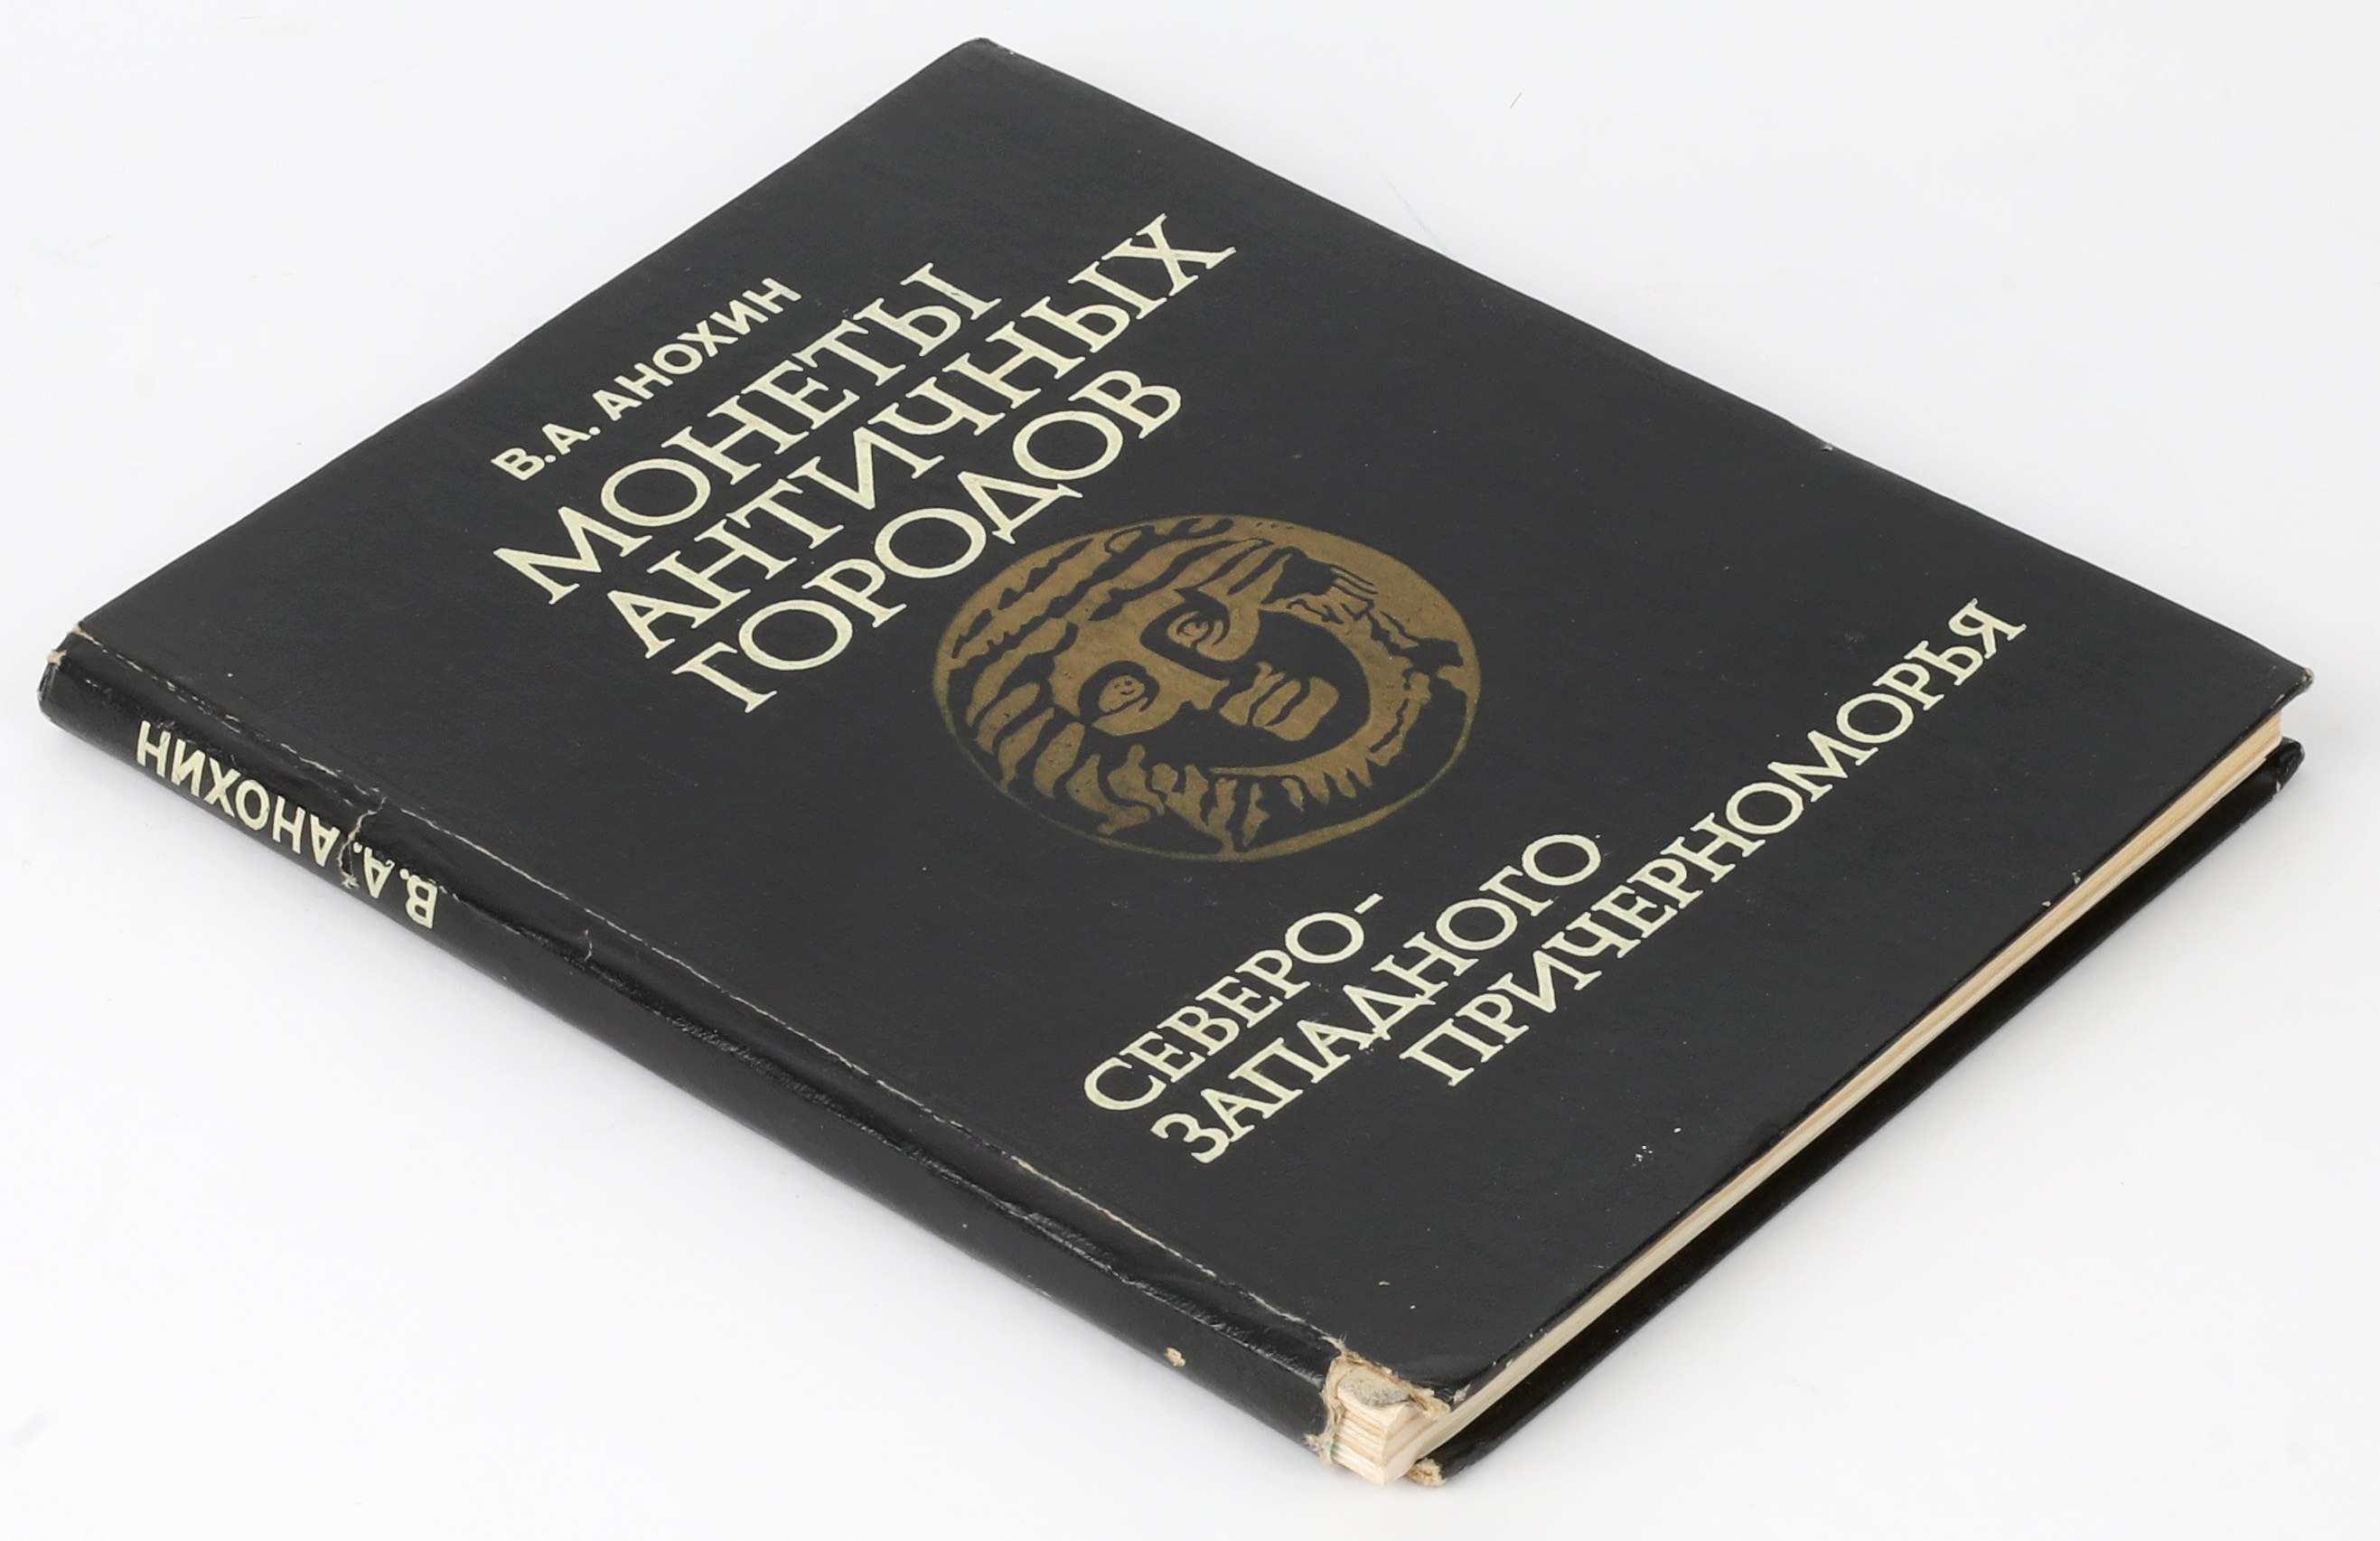 В.А. АНОХИН
МОНЕТЫ
АНТИЧНЫХ
ГОРОДОВ
СЕВЕРО-
ЗАПАДНОГО
ПРИЧЕРНОМОРЬЯ
В.А. АНОХИН